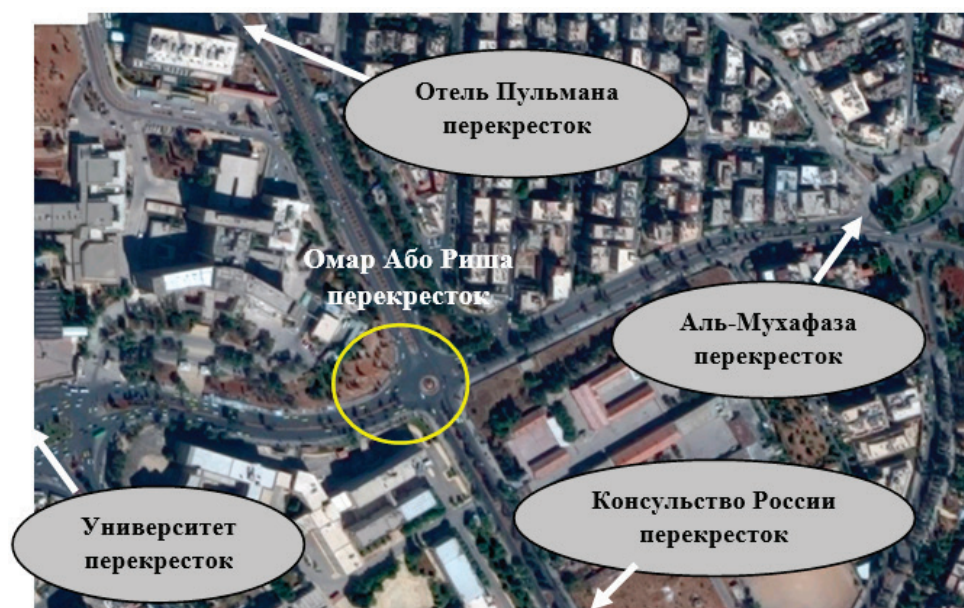 Отель Пульмана
перекресток
Омар Або Риша
перекресток
Аль-Мухафаза
перекресток
Консульство России
перекресток
Университет
перекресток